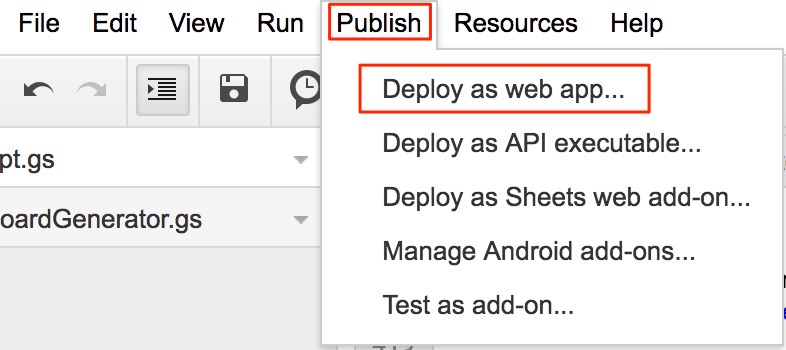 File Edit View Run Publish Resources Help
Deploy as web app...
Deploy as API executable...
pt.gs
Deploy as Sheets web add-on...
oardGenerator.gs
Manage Android add-ons...
Test as add-on...